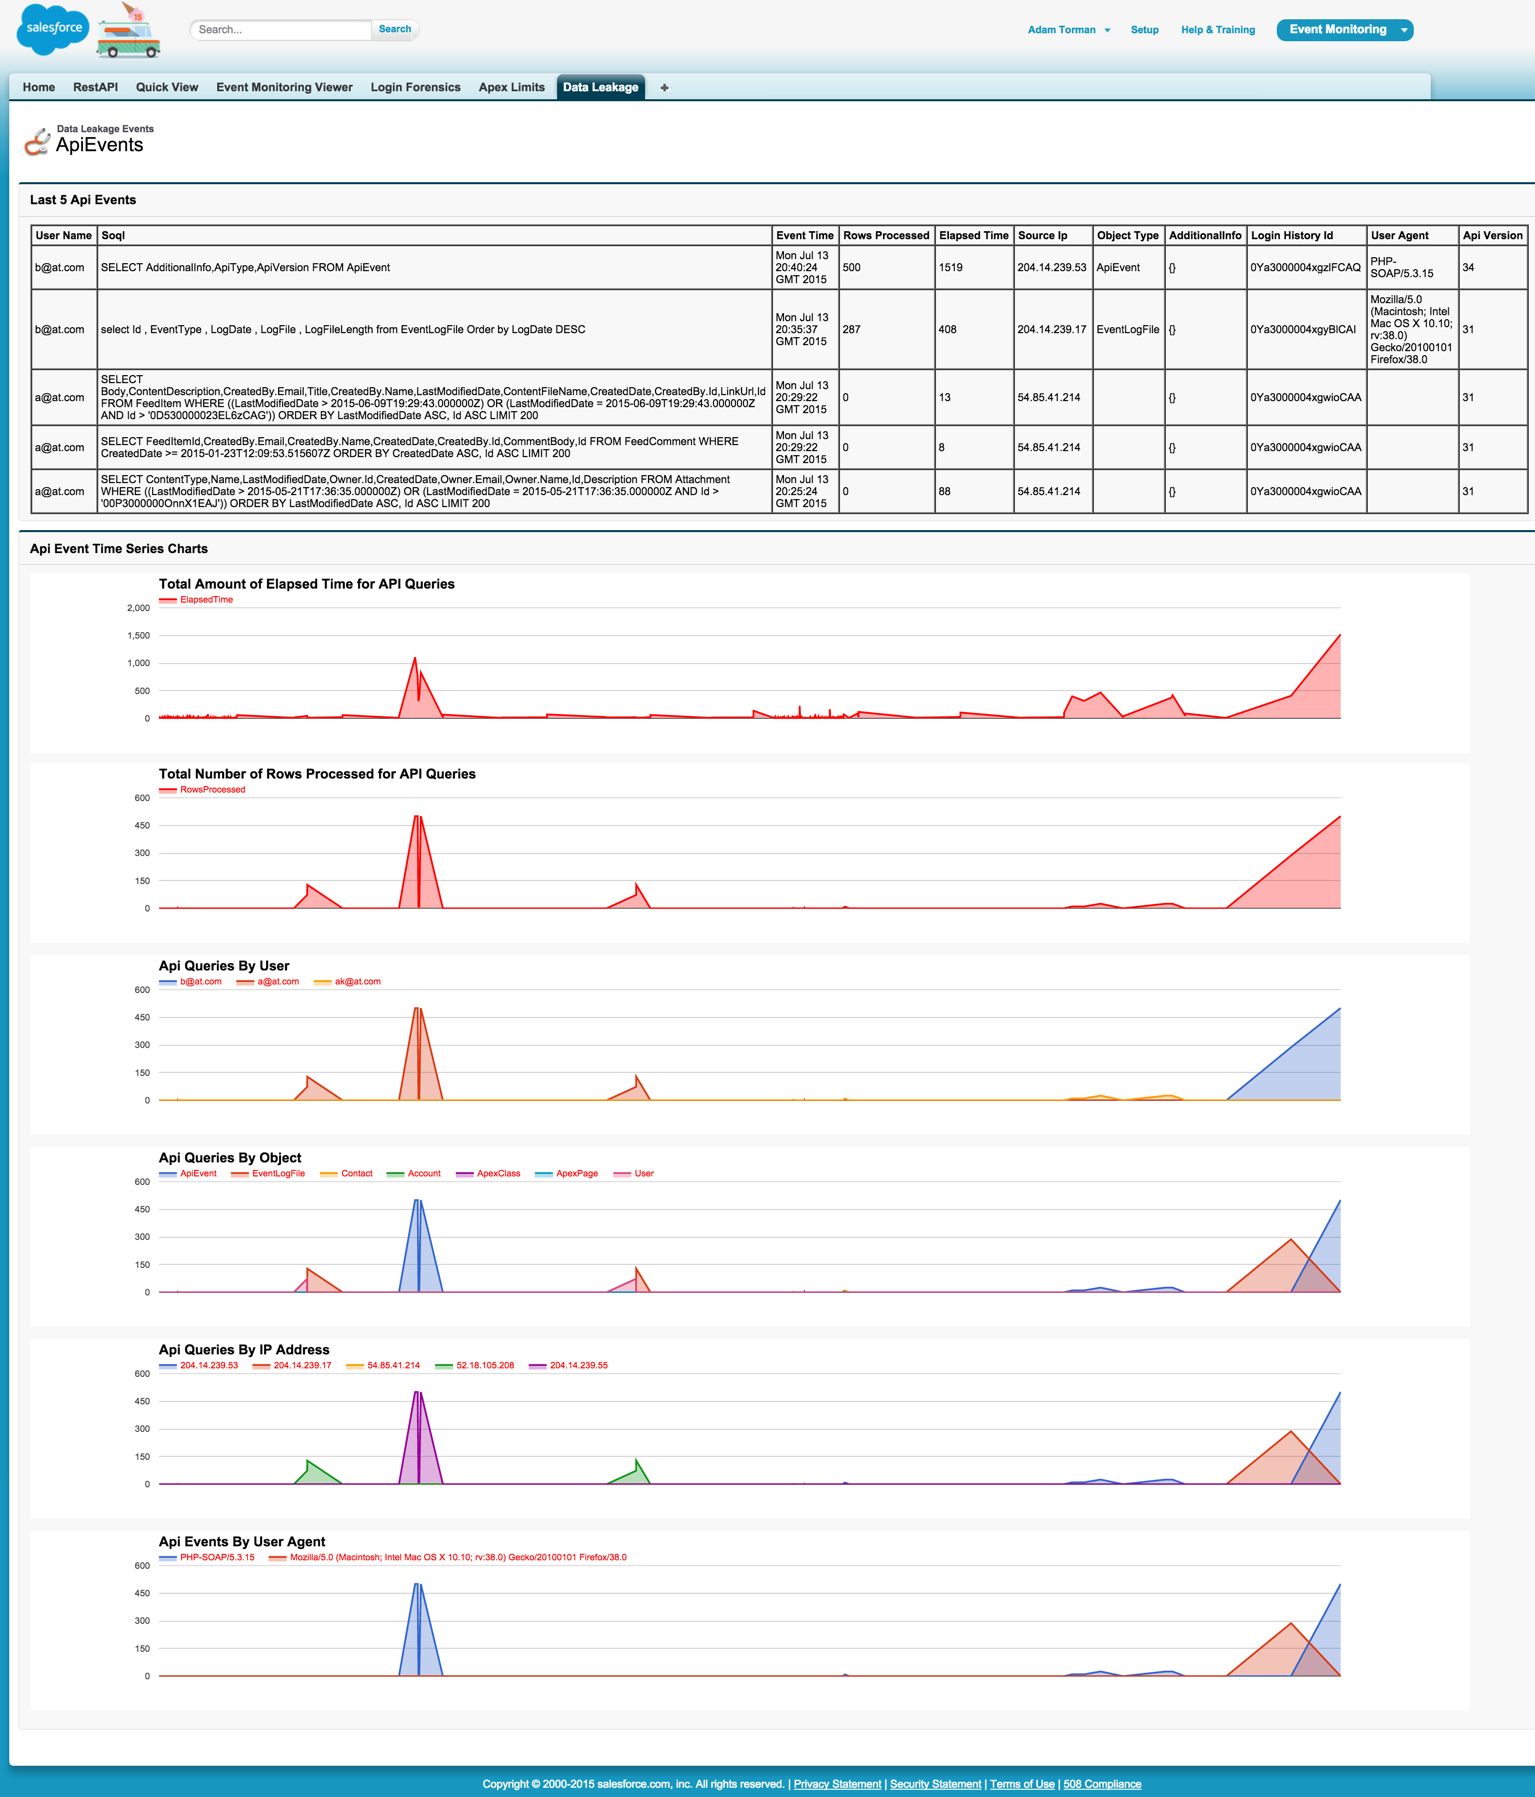 salesforce
15
Search...
Search
Adam Torman
Setup
Help & Training
Event Monitoring
Home RestAPI Quick View Event Monitoring Viewer Login Forensics Apex Limits Data Leakage +
Data Leakage Events
ApiEvents
Last 5 Api Events
User Name Soql Event Time Rows Processed Elapsed Time Source Ip Object Type AdditionalInfo Login History Id User Agent Api Version
b@at.com
SELECT AdditionalInfo,ApiType,ApiVersion FROM ApiEvent
Mon Jul 13
20:40:24
GMT 2015
500
1519
204.14.239.53
ApiEvent
{}
0Ya3000004xgzlFCAQ
PHP-
SOAP/5.3.15
34
b@at.com
select Id , EventType , LogDate , LogFile , LogFileLength from EventLogFile Order by LogDate DESC
Mon Jul 13
20:35:37
GMT 2015
287
408
204.14.239.17
EventLogFile
{}
0Ya3000004xgyBlCAI
Mozilla/5.0
(Macintosh; Intel
Mac OS X 10.10;
rv:38.0)
Gecko/20100101
Firefox/38.0
31
a@at.com
SELECT
Body,ContentDescription,CreatedBy.Email,Title,CreatedBy.Name,LastModifiedDate,ContentFileName,CreatedDate,CreatedBy.Id,LinkUrl,Id
FROM FeedItem WHERE ((LastModifiedDate > 2015-06-09T19:29:43.000000Z) OR (LastModifiedDate = 2015-06-09T19:29:43.000000Z
AND Id > '0D530000023EL6zCAG')) ORDER BY LastModifiedDate ASC, Id ASC LIMIT 200
Mon Jul 13
20:29:22
GMT 2015
0
13
54.85.41.214
{}
0Ya3000004xgwioCAA
31
a@at.com
SELECT FeedItemId,CreatedBy.Email,CreatedBy.Name,CreatedDate,CreatedBy.Id,CommentBody,Id FROM FeedComment WHERE
CreatedDate >= 2015-01-23T12:09:53.515607Z ORDER BY CreatedDate ASC, Id ASC LIMIT 200
Mon Jul 13
20:29:22
GMT 2015
0
8
54.85.41.214
{}
0Ya3000004xgwioCAA
31
a@at.com
SELECT ContentType,Name,LastModifiedDate,Owner.Id,CreatedDate,Owner.Email,Owner.Name,Id,Description FROM Attachment
WHERE ((LastModifiedDate > 2015-05-21T17:36:35.000000Z) OR (LastModifiedDate = 2015-05-21T17:36:35.000000Z AND Id >
'00P3000000OnnX1EAJ')) ORDER BY LastModifiedDate ASC, Id ASC LIMIT 200
Mon Jul 13
20:25:24
GMT 2015
0
88
54.85.41.214
{}
0Ya3000004xgwioCAA
31
Api Event Time Series Charts
Total Amount of Elapsed Time for API Queries
ElapsedTime
2,000
1,500
1,000
500
0
Total Number of Rows Processed for API Queries
RowsProcessed
600
450
300
150
0
Api Queries By User
b@at.com a@at.com ak@at.com
600
450
300
150
0
Api Queries By Object
ApiEvent EventLogFile Contact Account ApexClass ApexPage User
600
450
300
150
0
Api Queries By IP Address
204.14.239.53 204.14.239.17 54.85.41.214 52.18.105.208 204.14.239.55
600
450
300
150
0
Api Events By User Agent
PHP-SOAP/5.3.15 Mozilla/5.0 (Macintosh; Intel Mac OS X 10.10; rv:38.0) Gecko/20100101 Firefox/38.0
600
450
300
150
0
Copyright © 2000-2015 salesforce.com, inc. All rights reserved. | Privacy Statement | Security Statement | Terms of Use | 508 Compliance